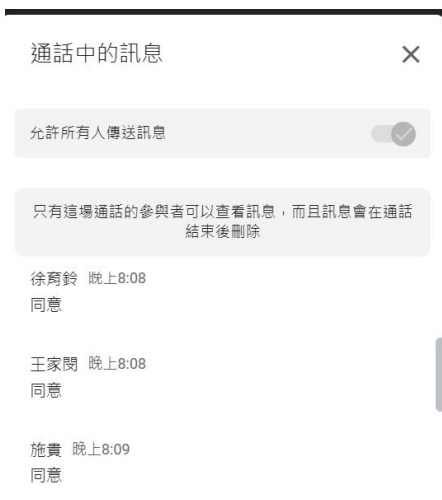 通話中的訊息
允許所有人傳送訊息
只有這場通話的參與者可以查看訊息，而且訊息會在通話
結束後刪除
徐育鈴 晚上8:08
同意
王家閔 晚上8:08
同意
施貴 晚上8:09
同意